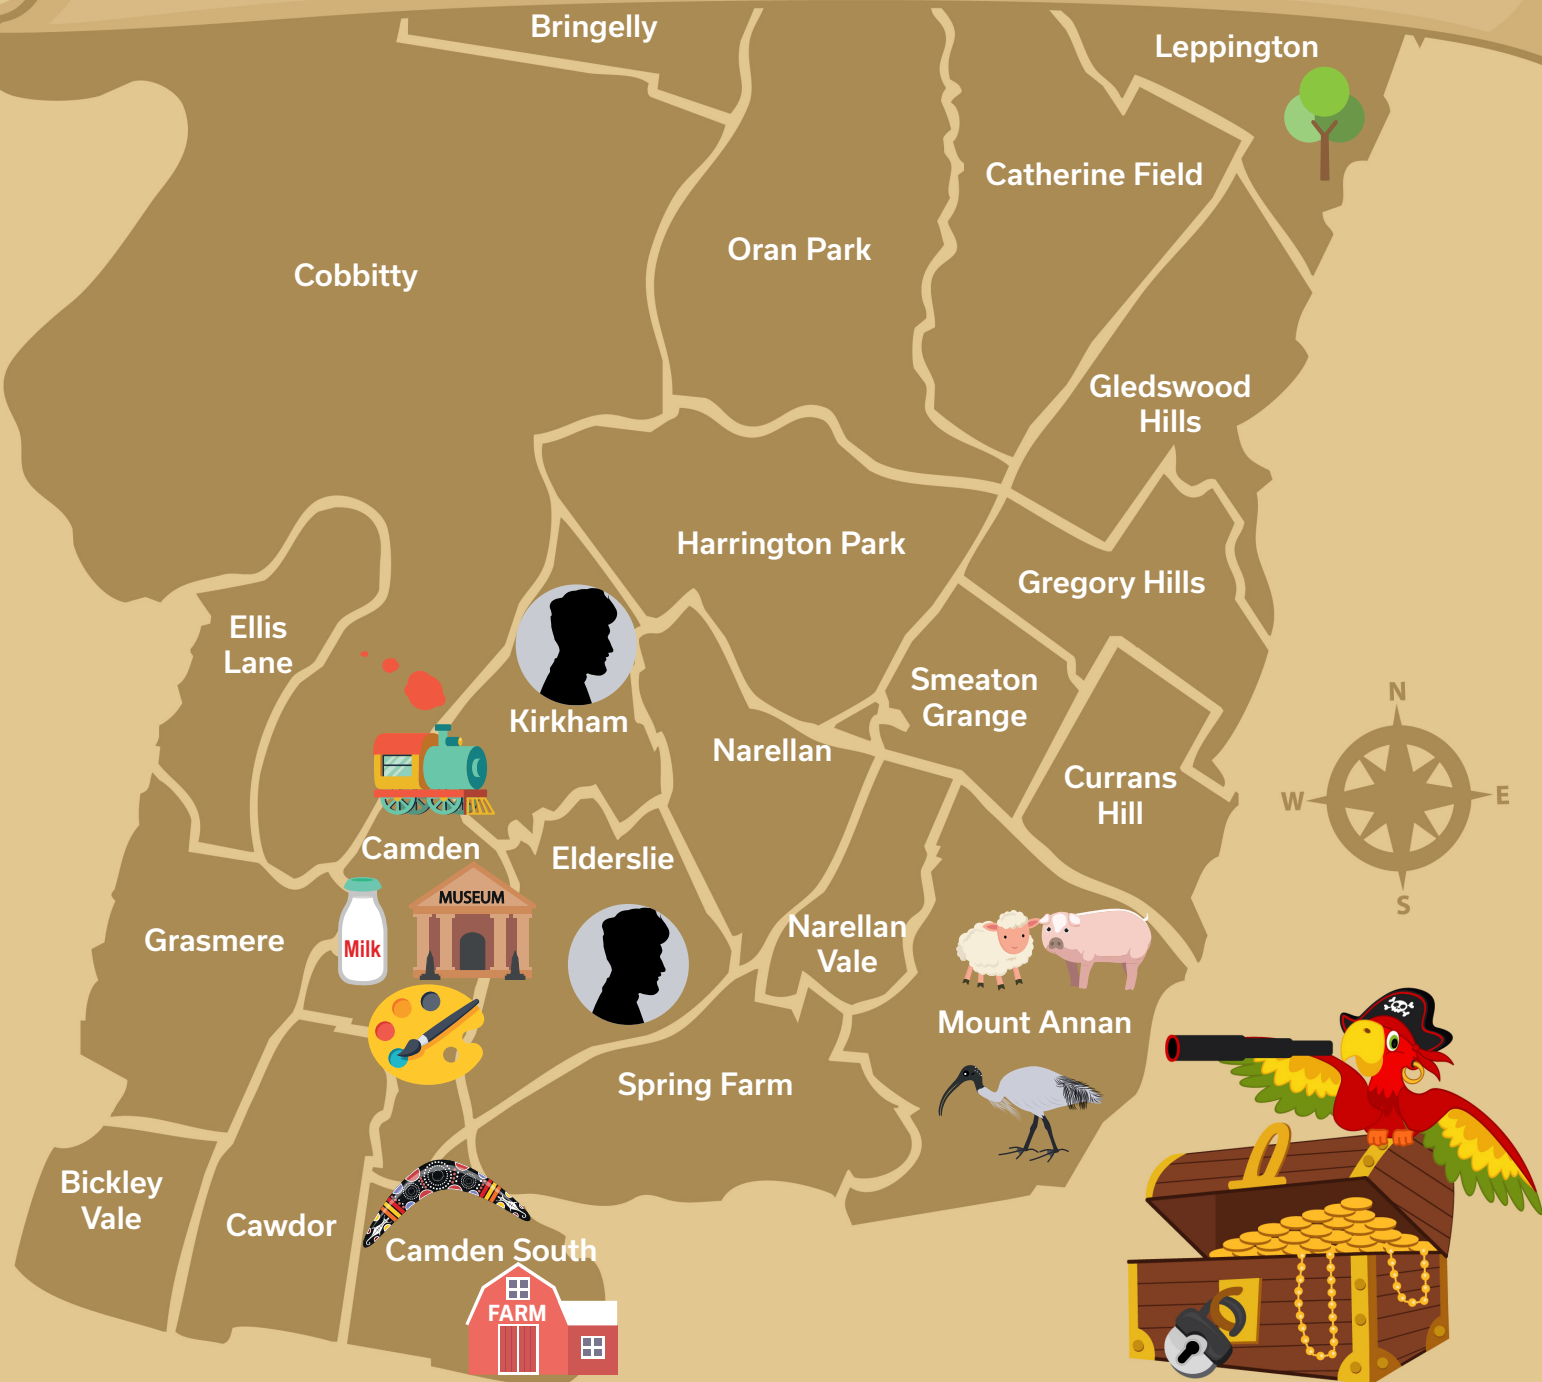 Bringelly
Leppington
Catherine Field
Oran Park
Cobbitty
Gledswood
Hills
Harrington Park
Gregory Hills
Ellis
Lane
Smeaton
Grange
Kirkham
Narellan
Currans
Hill
N
W
E
S
Camden
Elderslie
MUSEUM
Milk
Grasmere
Narellan
Vale
Mount Annan
Spring Farm
Bickley
Vale
Cawdor
Camden South
FARM